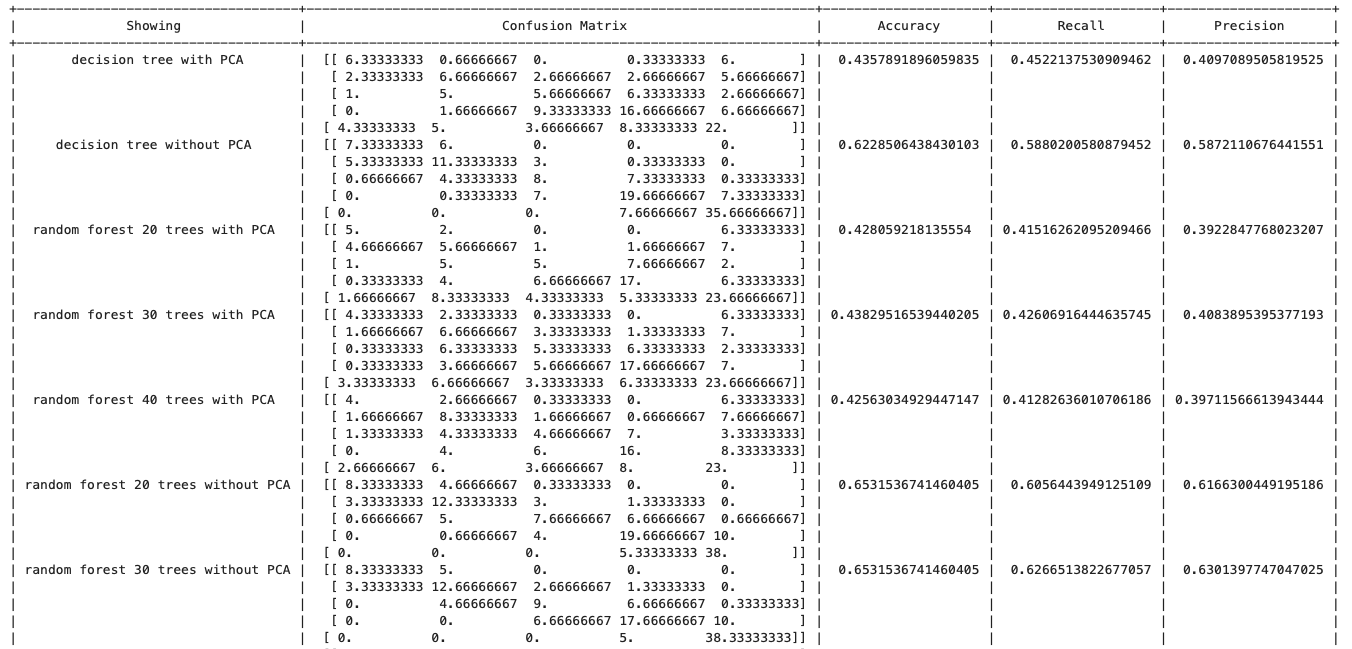 Showing | Confusion Matrix | Accuracy | Recall | Precision
decision tree with PCA | [[ 6.33333333 0.66666667 0. 0.33333333 6. ] | 0.4357891896059835 | 0.4522137530909462 | 0.4097089505819525
[ 2.33333333 6.66666667 2.66666667 2.66666667 5.66666667]
[ 1. 5. 5.66666667 6.33333333 2.66666667]
[ 0. 1.66666667 9.33333333 16.66666667 6.66666667]
[ 4.33333333 5. 3.66666667 8.33333333 22. ]]
decision tree without PCA | [[ 7.33333333 6. 0. 0. 0. ] | 0.6228506438430103 | 0.5880200580879452 | 0.5872110676441551
[ 5.33333333 11.33333333 3. 0.33333333 0. ]
[ 0.66666667 4.33333333 8. 7.33333333 0.33333333]
[ 0. 0.33333333 7. 19.66666667 7.33333333]
[ 0. 0. 0. 7.66666667 35.66666667]]
random forest 20 trees with PCA | [[ 5. 2. 0. 0. 6.33333333] | 0.428059218135554 | 0.41516262095209466 | 0.3922847768023207
[ 4.66666667 5.66666667 1. 1.66666667 7. ]
[ 1. 5. 5. 7.66666667 2. ]
[ 0.33333333 4. 6.66666667 17. 6.33333333]
[ 1.66666667 8.33333333 4.33333333 5.33333333 23.66666667]]
random forest 30 trees with PCA | [[ 4.33333333 2.33333333 0.33333333 0. 6.33333333] | 0.43829516539440205 | 0.42606916444635745 | 0.4083895395377193
[ 1.66666667 6.66666667 3.33333333 1.33333333 7. ]
[ 0.33333333 6.33333333 5.33333333 6.33333333 2.33333333]
[ 0.33333333 3.66666667 5.66666667 17.66666667 7. ]
[ 3.33333333 6.66666667 3.33333333 6.33333333 23.66666667]]
random forest 40 trees with PCA | [[ 4. 2.66666667 0.33333333 0. 6.33333333] | 0.42563034929447147 | 0.41282636010706186 | 0.39711566613943444
[ 1.66666667 8.33333333 1.66666667 0.66666667 7.66666667]
[ 1.33333333 4.33333333 4.66666667 7. 3.33333333]
[ 0. 4. 6. 16. 8.33333333]
[ 2.66666667 6. 3.66666667 8. 23. ]]
random forest 20 trees without PCA | [[ 8.33333333 4.66666667 0.33333333 0. 0. ] | 0.6531536741460405 | 0.6056443949125109 | 0.6166300449195186
[ 3.33333333 12.33333333 3. 1.33333333 0. ]
[ 0.66666667 5. 7.66666667 6.66666667 0.66666667]
[ 0. 0.66666667 4. 19.66666667 10. ]
[ 0. 0. 0. 5.33333333 38. ]]
random forest 30 trees without PCA | [[ 8.33333333 5. 0. 0. 0. ] | 0.6531536741460405 | 0.6266513822677057 | 0.6301397747047025
[ 3.33333333 12.66666667 2.66666667 1.33333333 0. ]
[ 0. 4.66666667 9. 6.66666667 0.33333333]
[ 0. 0. 6.66666667 17.66666667 10. ]
[ 0. 0. 0. 5. 38.33333333]]